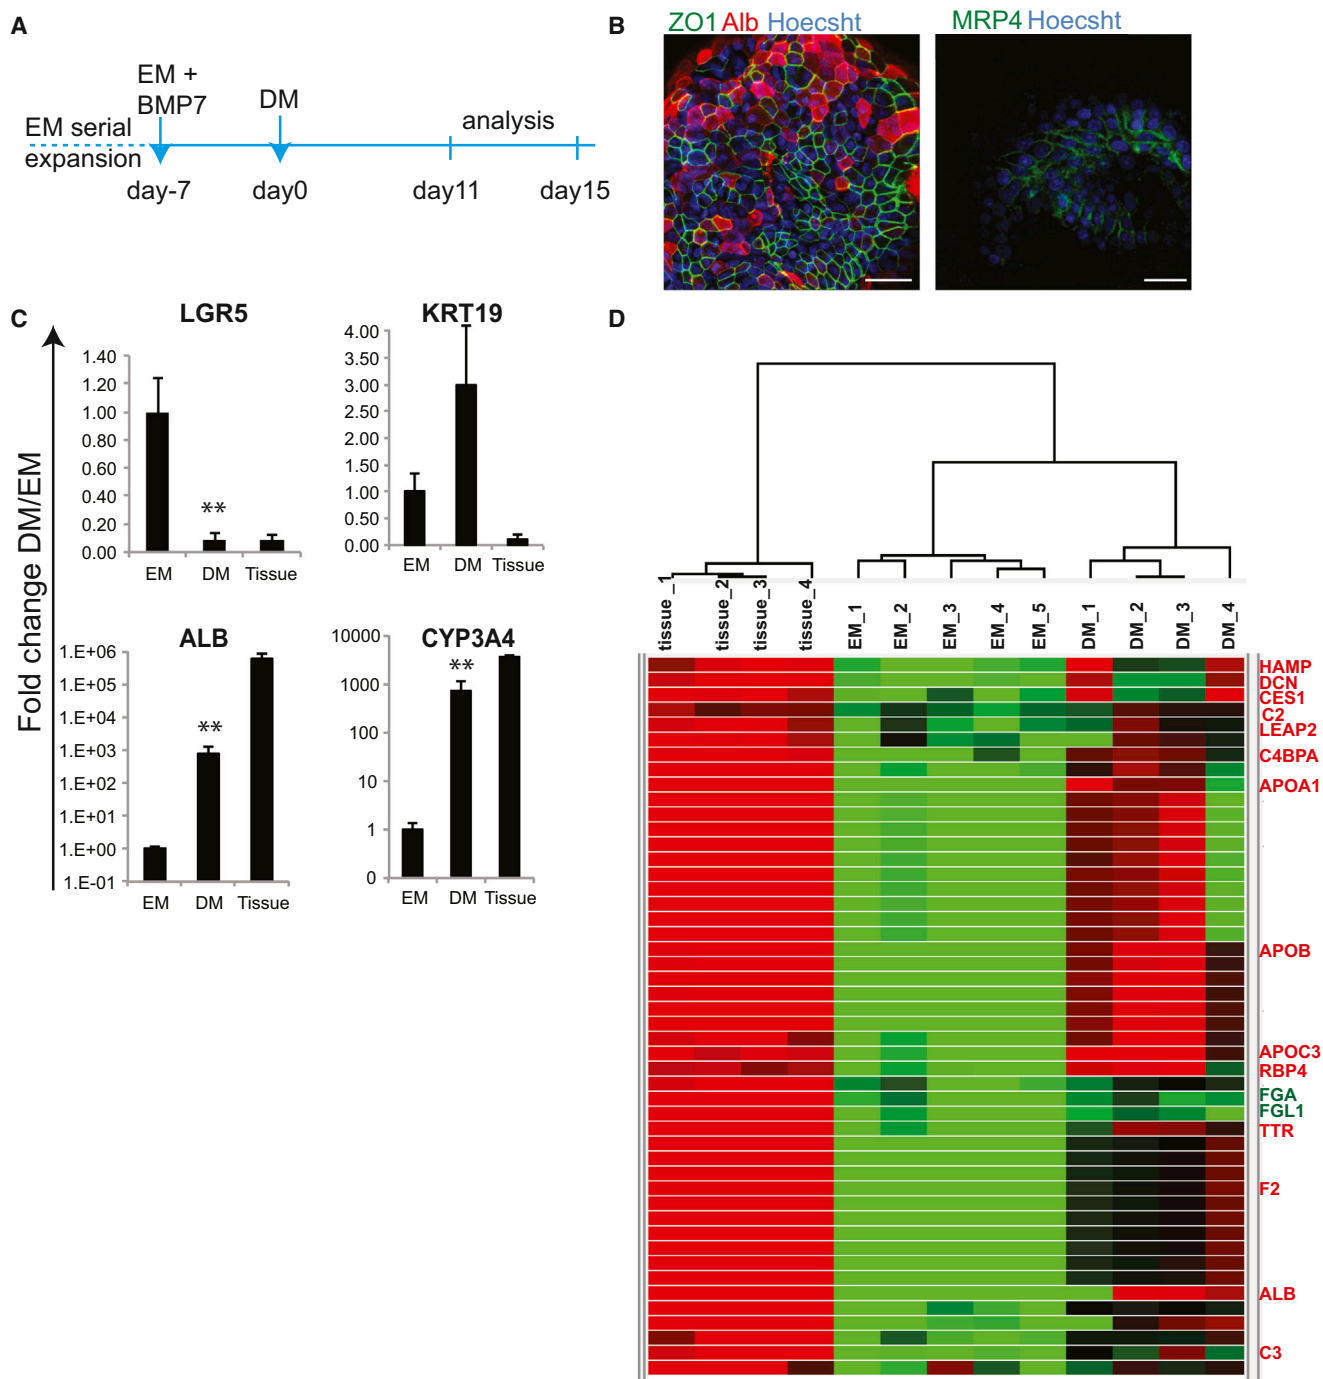 A
EM +
BMP7
DM
EM serial
expansion
analysis
day-7
day0
day11
day15
B
ZO1 Alb Hoecsht
MRP4 Hoecsht
C
Fold change DM/EM
LGR5
1.40
1.20
1.00
0.80
0.60
0.40
0.20
0.00
**
EM
DM
Tissue
KRT19
4.00
3.50
3.00
2.50
2.00
1.50
1.00
0.50
0.00
EM
DM
Tissue
ALB
1.E+06
1.E+05
1.E+04
1.E+03
1.E+02
1.E+01
1.E+00
1.E-01
**
EM
DM
Tissue
CYP3A4
10000
1000
100
10
1
0
**
EM
DM
Tissue
D
tissue_1
tissue_2
tissue_3
tissue_4
EM_1
EM_2
EM_3
EM_4
EM_5
DM_1
DM_2
DM_3
DM_4
HAMP
DCN
CES1
C2
LEAP2
C4BPA
APOA1
APOB
APOC3
RBP4
FGA
FGL1
TTR
F2
ALB
C3